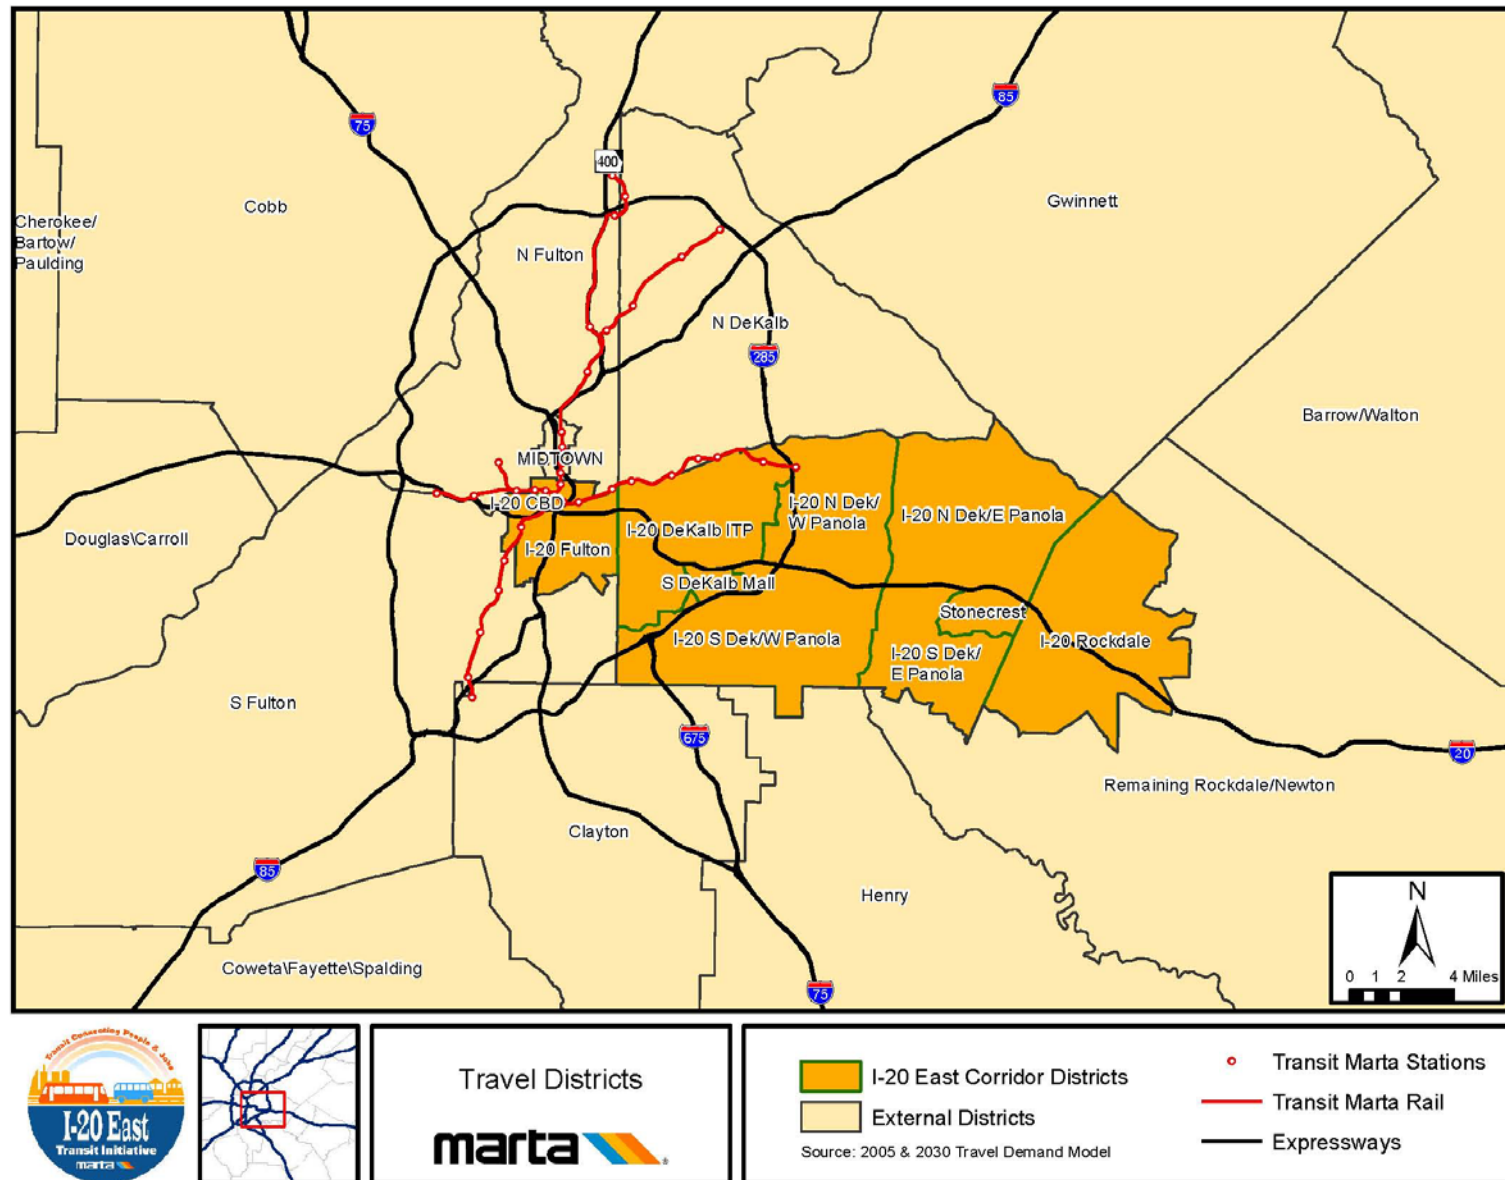 75
85
400
Cobb
Gwinnett
Cherokee/
Bartow/
Paulding
N Fulton
N DeKalb
285
Barrow/Walton
MIDTOWN
I-20 CBD
I-20 N Dek/
W Panola
I-20 N Dek/E Panola
I-20 DeKalb ITP
Douglas\Carroll
I-20 Fulton
S DeKalb Mall
Stonecrest
I-20 S Dek/W Panola
I-20 Rockdale
I-20 S Dek/
E Panola
S Fulton
675
20
Remaining Rockdale/Newton
Clayton
85
Henry
N
Coweta\Fayette\Spalding
0 1 2 4 Miles
75
Transit Connecting People & Jobs
I-20 East
Transit Initiative
marta
Travel Districts
marta
I-20 East Corridor Districts
External Districts
Source: 2005 & 2030 Travel Demand Model
Transit Marta Stations
Transit Marta Rail
Expressways